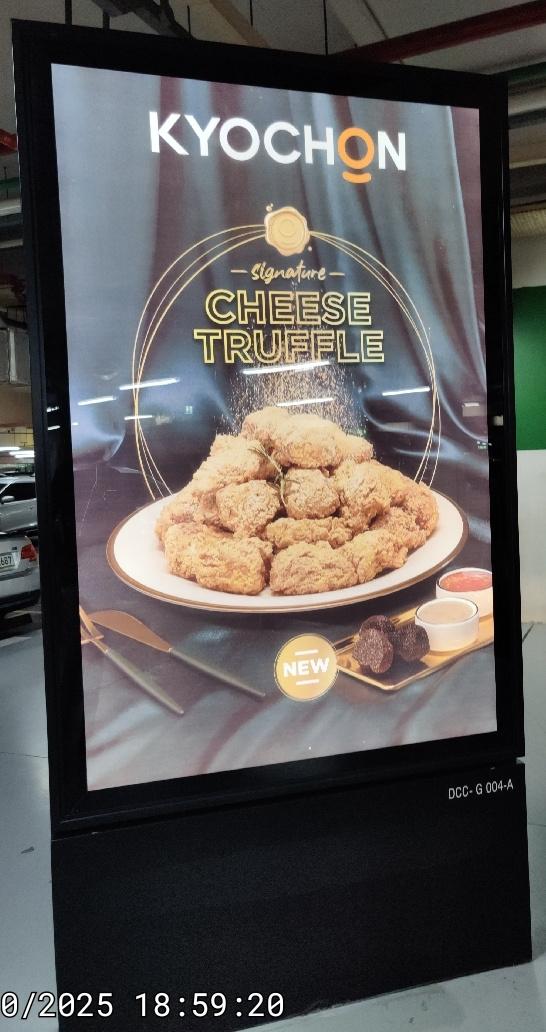 KYOCHON
Signature
CHEESE
TRUFFLE
NEW
DCC- G 004-A
0/2025 18:59:20